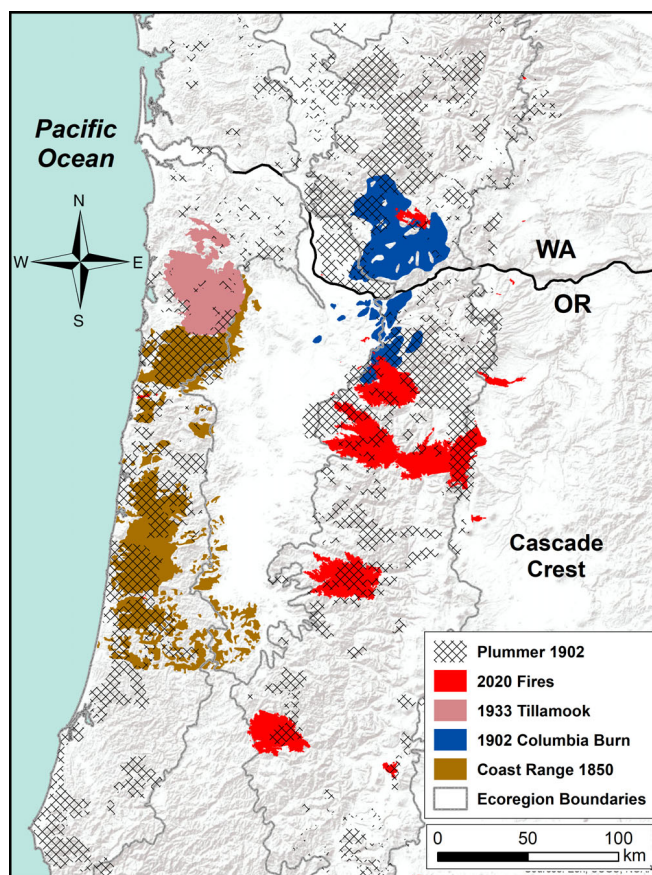 Pacific
Ocean
N
W
E
S
WA
OR
Cascade
Crest
Plummer 1902
2020 Fires
1933 Tillamook
1902 Columbia Burn
Coast Range 1850
Ecoregion Boundaries
0
50
100
km